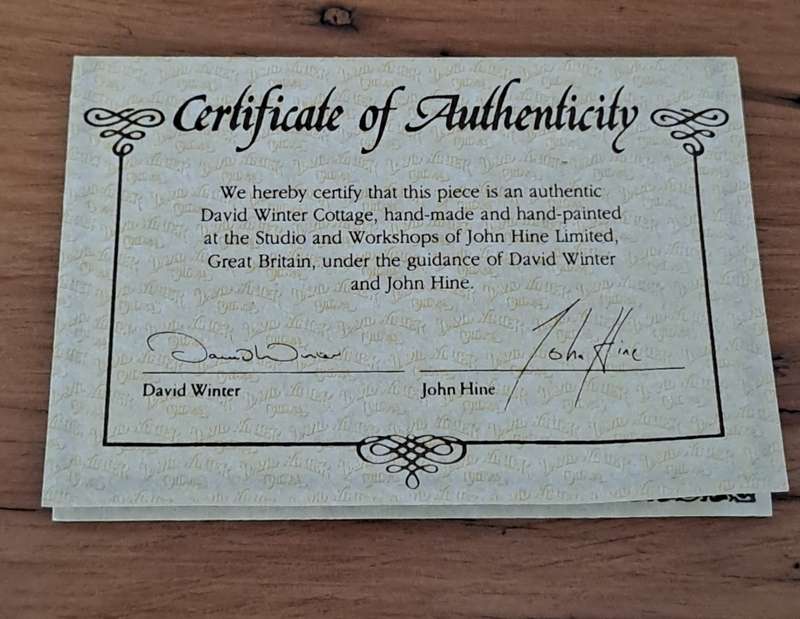 Certificate of Authenticity
We hereby certify that this piece is an authentic
David Winter Cottage, hand-made and hand-painted
at the Studio and Workshops of John Hine Limited,
Great Britain, under the guidance of David Winter
and John Hine.
David Winter John Hine
David Winter John Hine